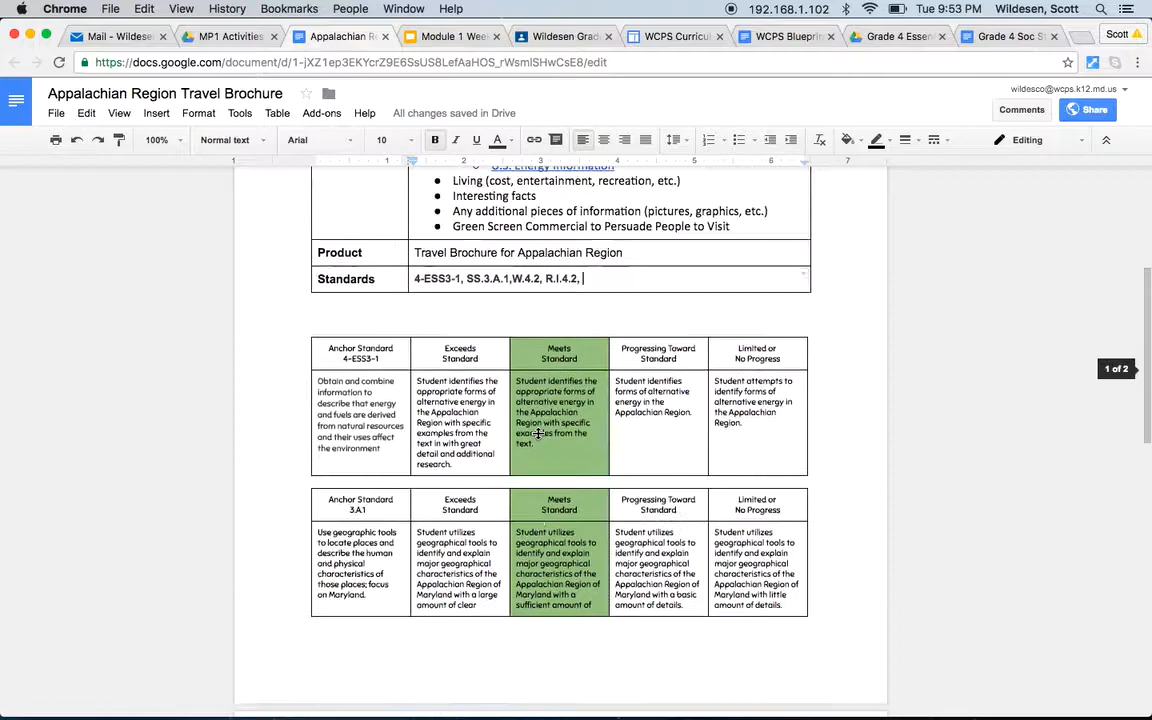 Chrome File Edit View History Bookmarks People Window Help 192.168.1.102 Tue 9:53 PM Wildesen, Scott
Mail - Wildese MP1 Activities Appalachian R Module 1 Wee Wildesen Grad WCPS Curricul WCPS Blueprin Grade 4 Essen Grade 4 Soc S Scott
https://docs.google.com/document/d/1-jXZ1ep3EKYcrZ9E6SsUS8LefAaHOS_rWsmlSHwCsE8/edit
Appalachian Region Travel Brochure wildesco@wcps.k12.md.us
File Edit View Insert Format Tools Table Add-ons Help All changes saved in Drive Comments Share
100% Normal text Arial 10 B I U A Editing
1 1 2 3 4 5 6 7
U.S. Energy Information
● Living (cost, entertainment, recreation, etc.)
● Interesting facts
● Any additional pieces of information (pictures, graphics, etc.)
● Green Screen Commercial to Persuade People to Visit
Product Travel Brochure for Appalachian Region
Standards 4-ESS3-1, SS.3.A.1,W.4.2, R.I.4.2,
1 of 2
Anchor Standard Exceeds Meets Progressing Toward Limited or
4-ESS3-1 Standard Standard Standard No Progress
Obtain and combine Student identifies the Student identifies the Student identifies Student attempts to
information to appropriate forms of appropriate forms of forms of alternative identify forms of
describe that energy alternative energy in alternative energy in energy in the alternative energy in
and fuels are derived the Appalachian the Appalachian Appalachian Region. the Appalachian
from natural resources Region with specific Region with specific Region.
and their uses affect examples from the examples from the
the environment text in with great text.
detail and additional
research.
Anchor Standard Exceeds Meets Progressing Toward Limited or
3.A.1 Standard Standard Standard No Progress
Use geographic tools Student utilizes Student utilizes Student utilizes Student utilizes
to locate places and geographical tools to geographical tools to geographical tools to geographical tools to
describe the human identify and explain identify and explain identify and explain identify and explain
and physical major geographical major geographical major geographical major geographical
characteristics of characteristics of the characteristics of the characteristics of the characteristics of the
those places; focus Appalachian Region of Appalachian Region of Appalachian Region of Appalachian Region of
on Maryland. Maryland with a large Maryland with a Maryland with a basic Maryland with little
amount of clear sufficient amount of amount of details. amount of details.